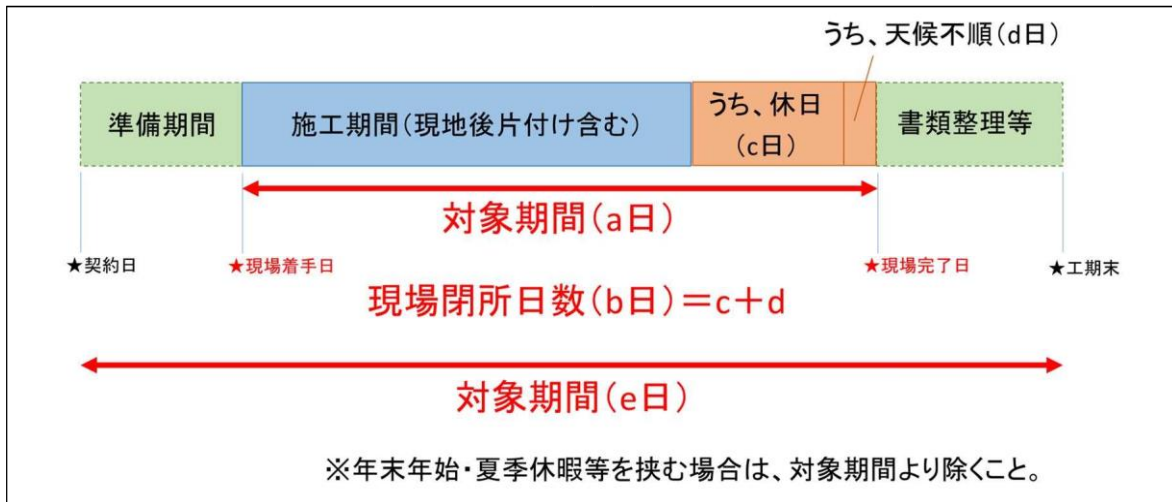 うち、天候不順(d日)
準備期間
施工期間(現地後片付け含む)
うち、休日
(c日)
書類整理等
対象期間(a日)
★契約日
★現場着手日
★現場完了日
★工期末
現場閉所日数(b日)=c+d
対象期間(e日)
※年末年始・夏季休暇等を挟む場合は、対象期間より除くこと。